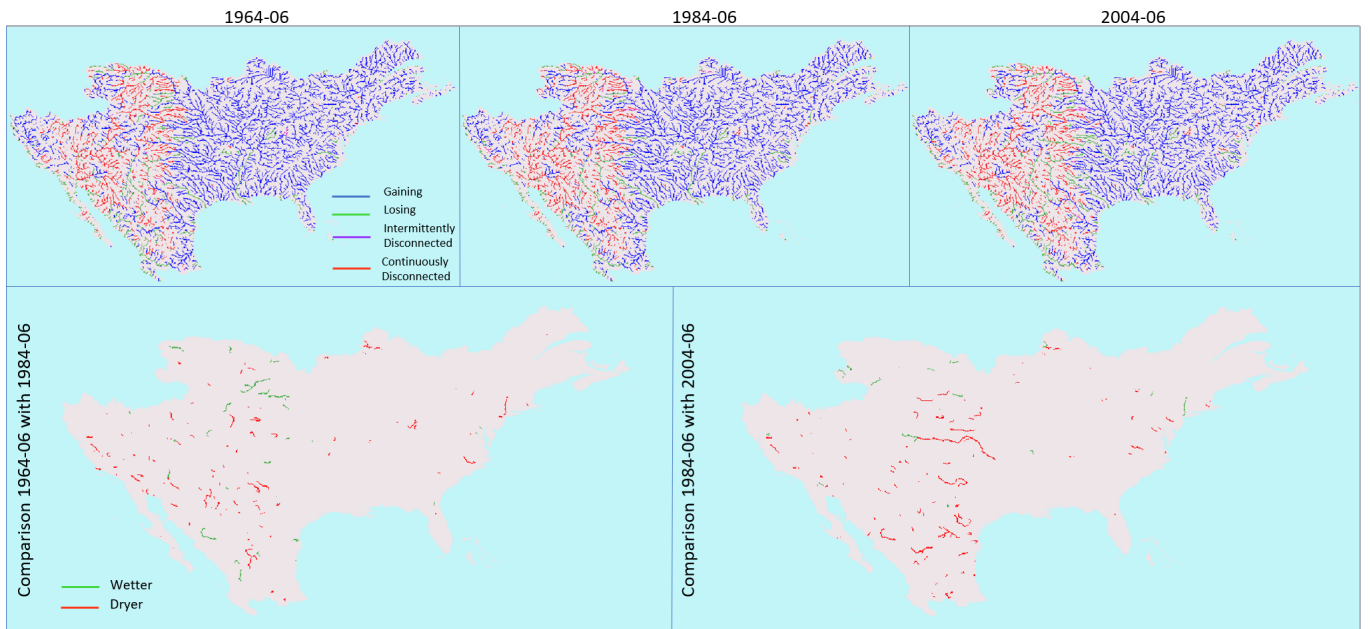 1964-06
1984-06
2004-06
Gaining
Losing
Intermittently
Disconnected
Continuously
Disconnected
Comparison 1964-06 with 1984-06
Wetter
Dryer
Comparison 1984-06 with 2004-06